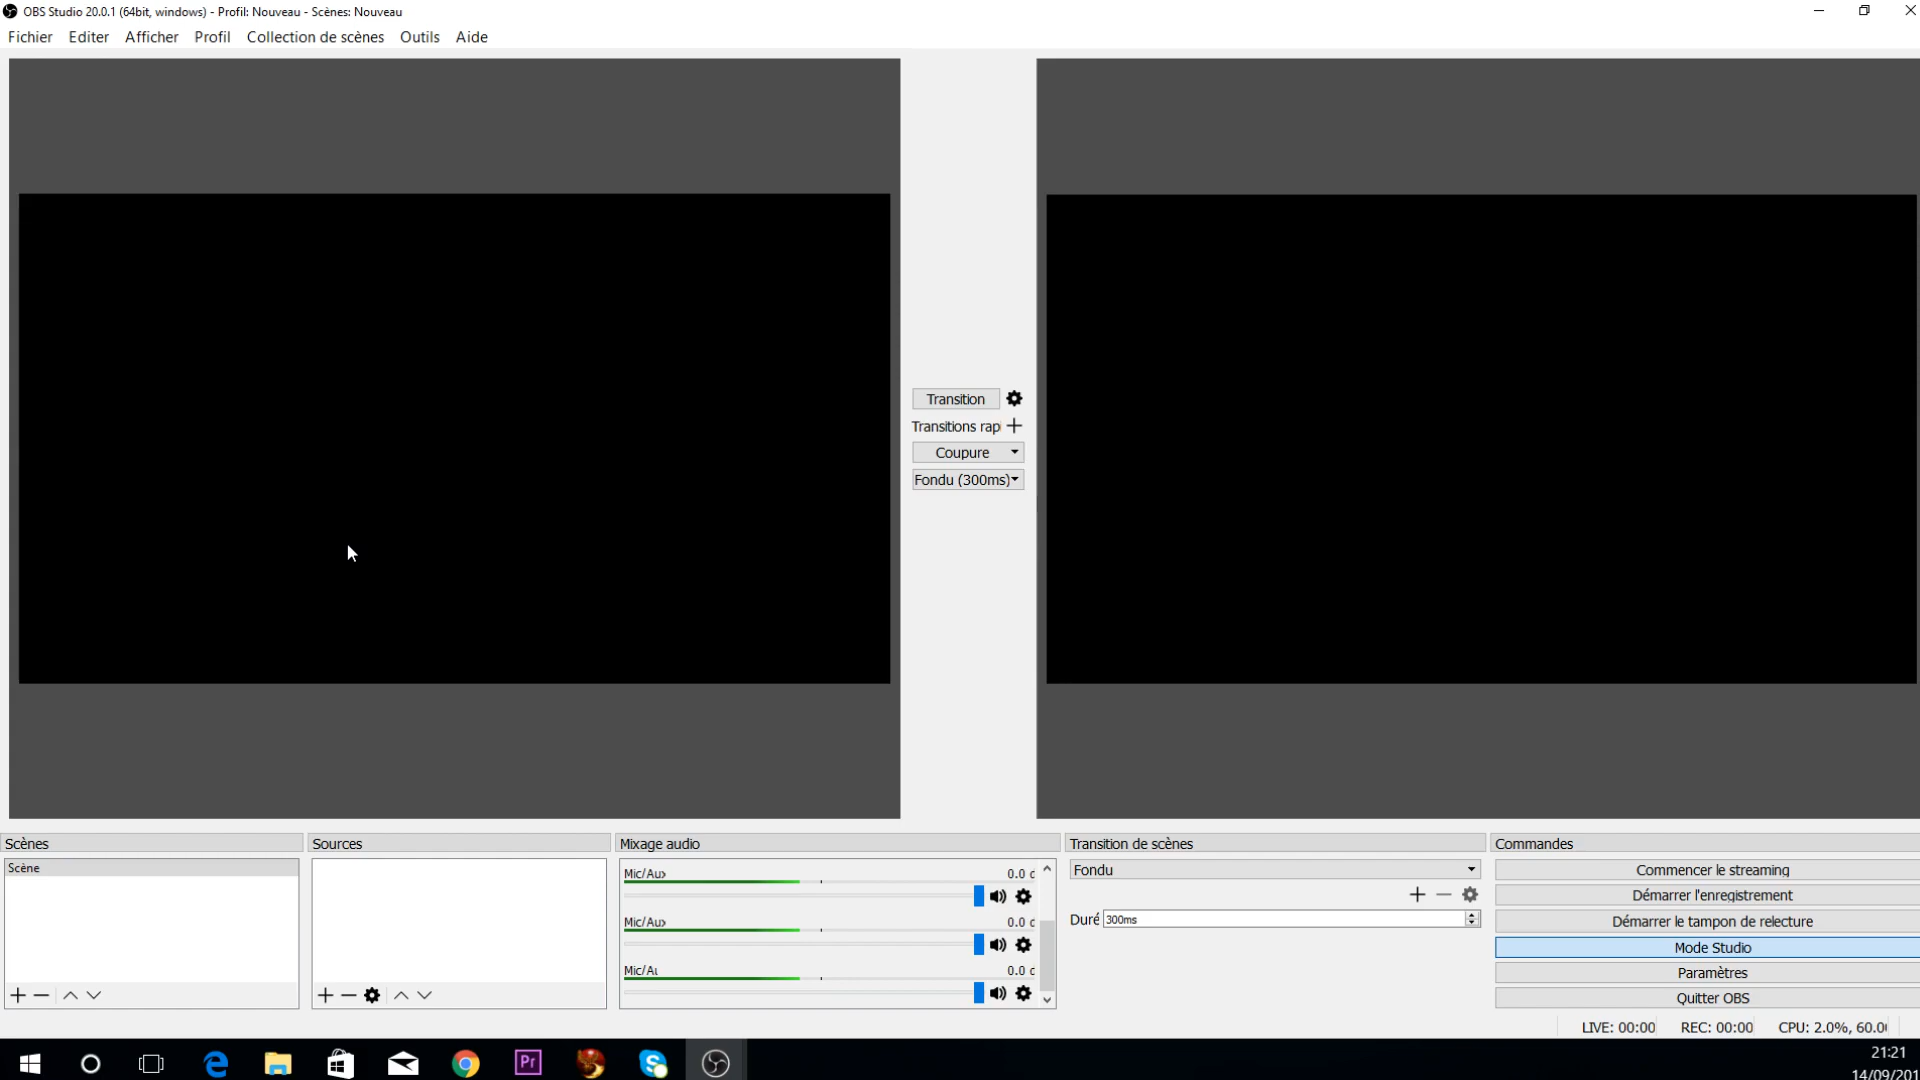 OBS Studio 20.0.1 (64bit, windows) - Profil: Nouveau - Scènes: Nouveau
Fichier Editer Afficher Profil Collection de scènes Outils Aide
Transition
Transitions rap
Coupure
Fondu (300ms)
Scènes
Scène
Sources
Mixage audio
Mic/Aux 0.0 d
Mic/Aux 0.0 d
Mic/Au 0.0 d
Transition de scènes
Fondu
Duré 300ms
Commandes
Commencer le streaming
Démarrer l'enregistrement
Démarrer le tampon de relecture
Mode Studio
Paramètres
Quitter OBS
LIVE: 00:00 REC: 00:00 CPU: 2.0%, 60.0
Pr
21:21
14/09/201